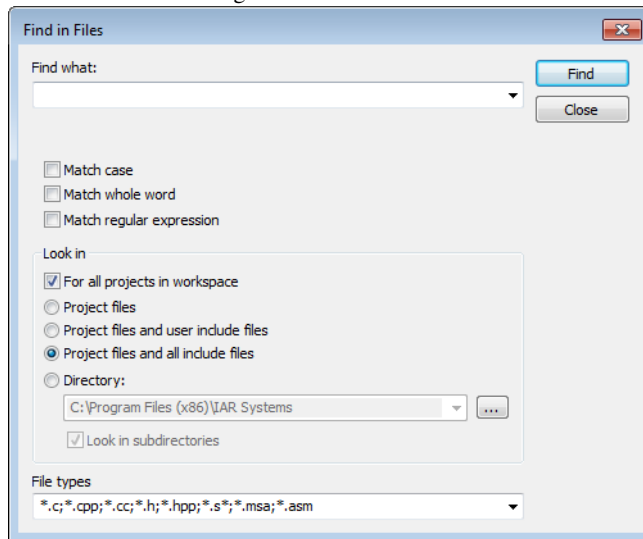 Find in Files
Find what:
Find
Close
Match case
Match whole word
Match regular expression
Look in
For all projects in workspace
Project files
Project files and user include files
Project files and all include files
Directory:
C:\Program Files (x86)\IAR Systems
...
Look in subdirectories
File types
*.c;*.cpp;*.cc;*.h;*.hpp;*.s*;*.msa;*.asm